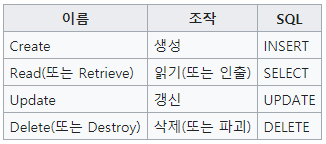 이름 조작 SQL
Create 생성 INSERT
Read(또는 Retrieve) 읽기(또는 인출) SELECT
Update 갱신 UPDATE
Delete(또는 Destroy) 삭제(또는 파괴) DELETE